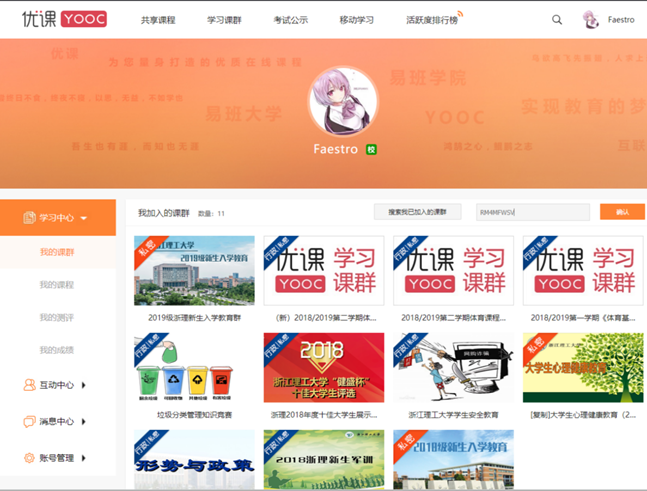 优课 YOOC
共享课程
学习课群
考试公示
移动学习
活跃度排行榜
Faestro
优课
为您量身打造的优质在线课程
易班学院
易班大学
YOOC
实现教育的梦
互联
Faestro 校
学习中心
我的课群
我的课程
我的测评
我的成绩
互动中心
消息中心
账号管理
我加入的课群 数量：11
搜索我已加入的课群
RM4MFWSV
确认
私密
浙江理工大学
2018级新生入学教育
2019级浙理新生入学教育群
行政/私密
优课 YOOC 学习课群
（新）2018/2019第二学期体...
行政/私密
优课 YOOC 学习课群
2018/2019第二学期体育课程...
行政/私密
优课 YOOC 学习课群
2018/2019第一学期《体育基...
行政/私密
垃圾分类管理知识竞赛
行政/私密
2018
浙江理工大学“健盛杯”
十佳大学生评选
浙江理2018年度十佳大学生展示...
行政/私密
网购诈骗
浙江理工大学学生安全教育
私密
浙江理工大学
大学生心理健康教育
[复制]大学生心理健康教育（2...
行政/私密
形势与政策
行政/私密
2018浙理新生军训
私密
2018级新生入学教育